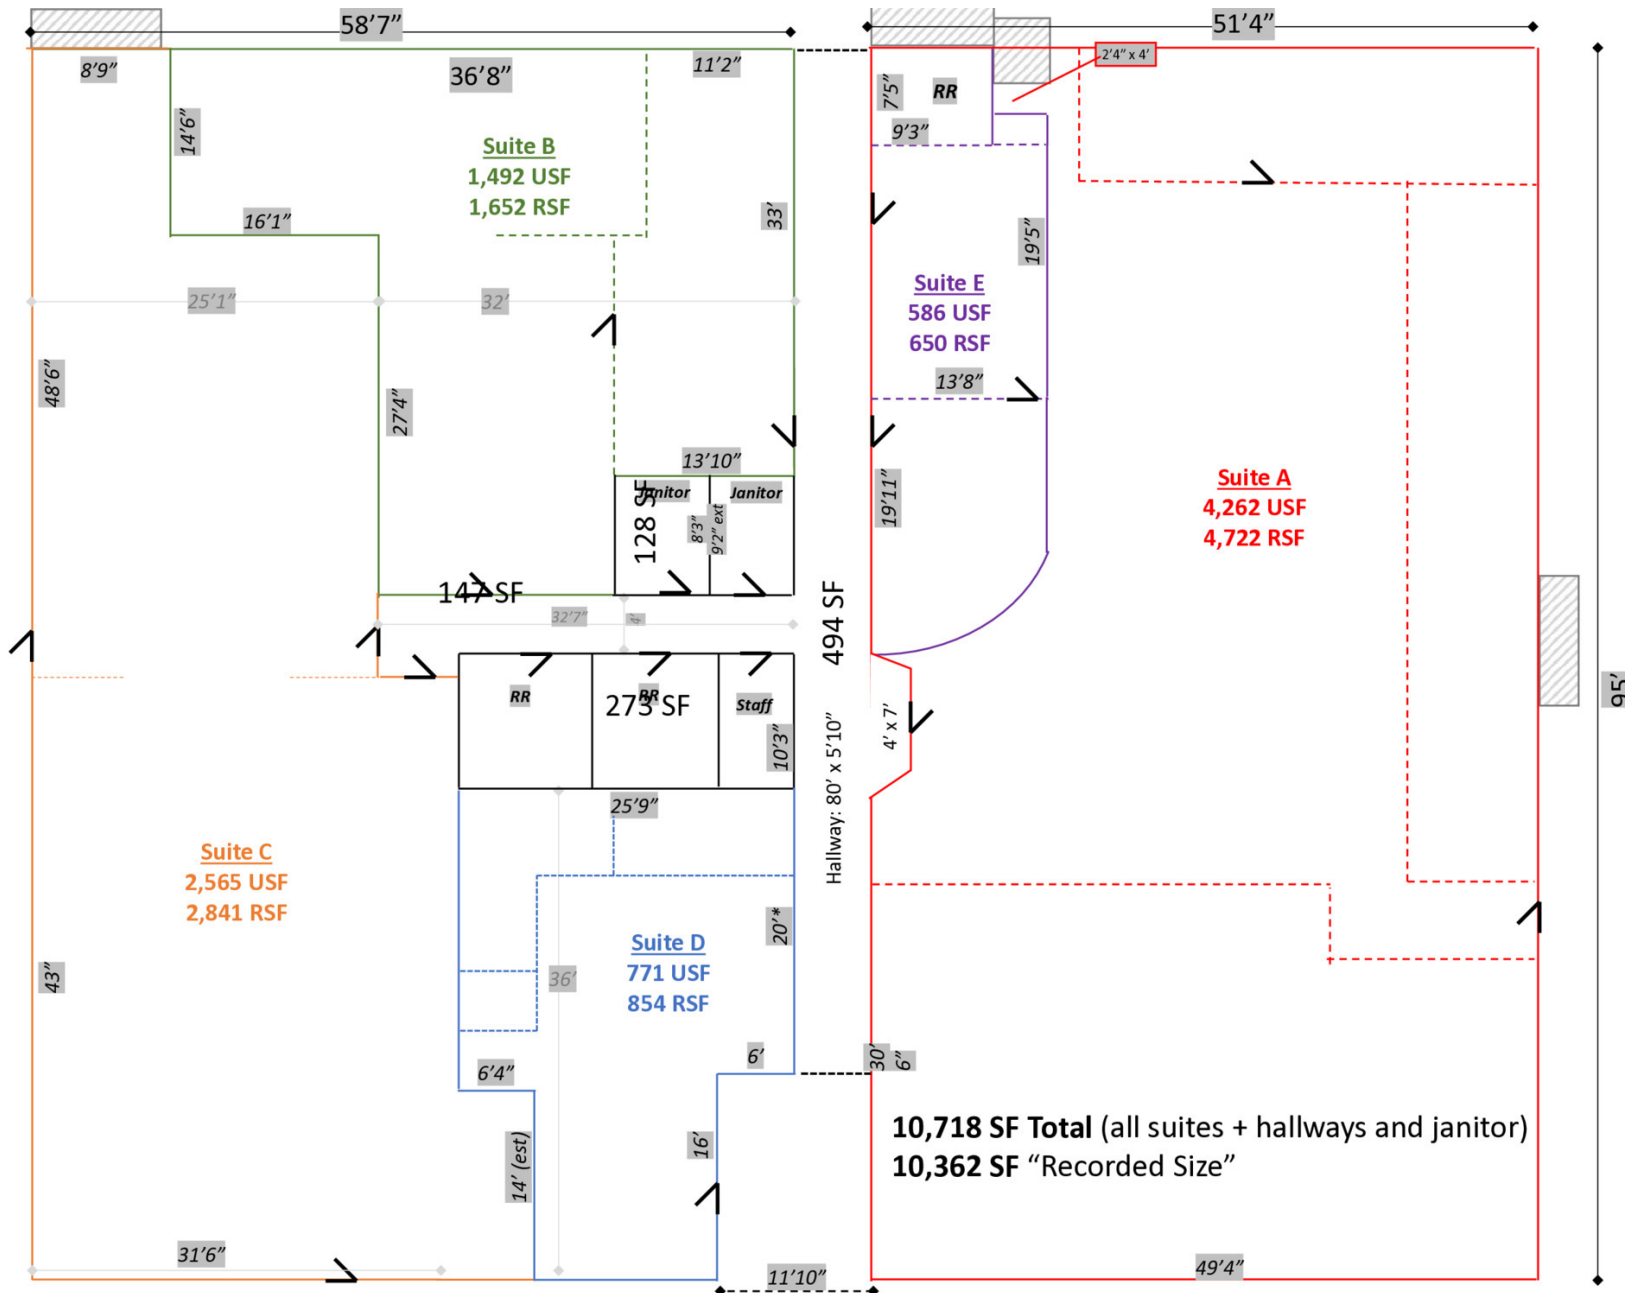 58’7”
51’4”
8’9”
36’8”
11’2”
2’4” x 4’
7’5”
RR
9’3”
14’6”
Suite B
1,492 USF
1,652 RSF
16’1”
33’
19’5”
25’1”
32’
Suite E
586 USF
650 RSF
13’8”
48’6”
27’4”
13’10”
Janitor
Janitor
128 SF
8’3”
9’2” ext
19’11”
Suite A
4,262 USF
4,722 RSF
147 SF
32’7”
4’
494 SF
RR
RR
273 SF
Staff
10’3”
4’ x 7’
95’
Hallway: 80’ x 5’10”
25’9”
Suite C
2,565 USF
2,841 RSF
20’*
Suite D
771 USF
854 RSF
43”
36’
6’4”
6’
30’
6”
14’ (est)
16’
10,718 SF Total (all suites + hallways and janitor)
10,362 SF “Recorded Size”
31’6”
11’10”
49’4”